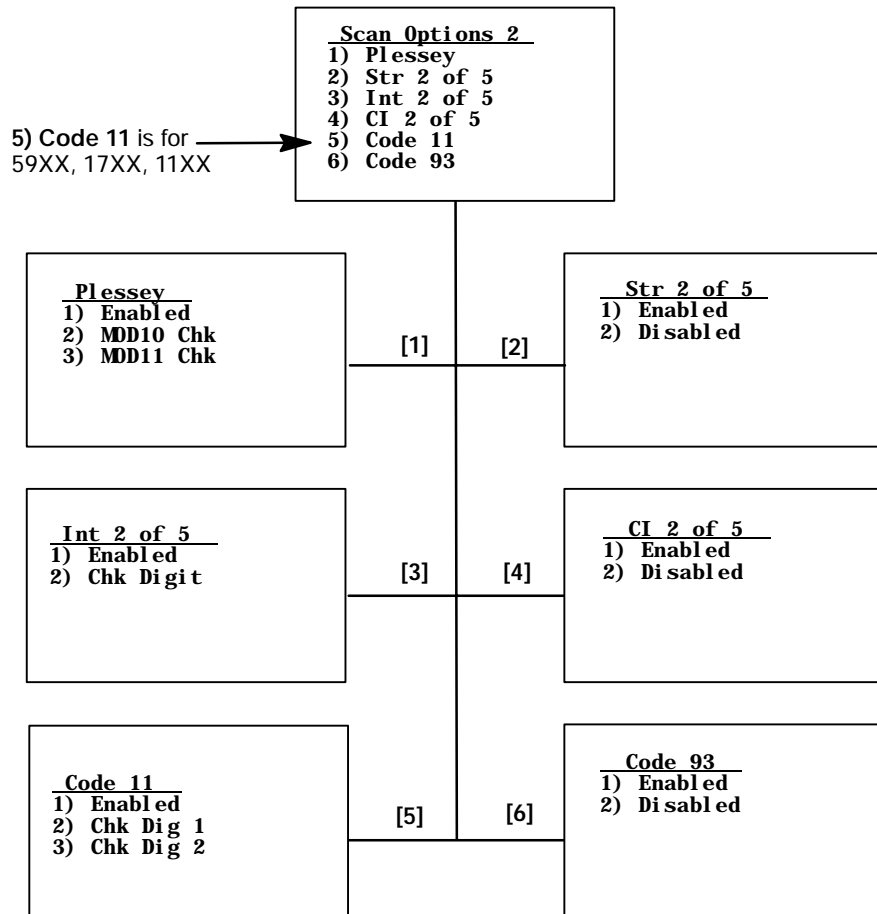 Scan Options 2
1) Plessey
2) Str 2 of 5
3) Int 2 of 5
4) CI 2 of 5
5) Code 11
6) Code 93
5) Code 11 is for
59XX, 17XX, 11XX
Plessey
1) Enabled
2) MOD10 Chk
3) MOD11 Chk
[1]
[2]
Str 2 of 5
1) Enabled
2) Disabled
Int 2 of 5
1) Enabled
2) Chk Digit
[3]
[4]
CI 2 of 5
1) Enabled
2) Disabled
Code 11
1) Enabled
2) Chk Dig 1
3) Chk Dig 2
[5]
[6]
Code 93
1) Enabled
2) Disabled